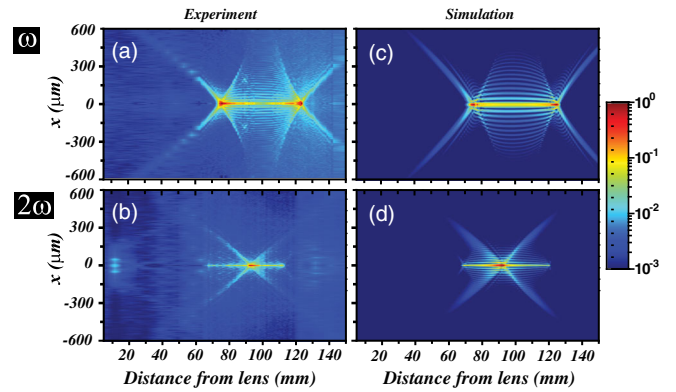 Experiment Simulation
ω
600
300
0
-300
-600
x (μm)
(a)
(c)
10^0
10^-1
10^-2
10^-3
2ω
600
300
0
-300
-600
x (μm)
(b)
(d)
20 40 60 80 100 120 140
20 40 60 80 100 120 140
Distance from lens (mm) Distance from lens (mm)